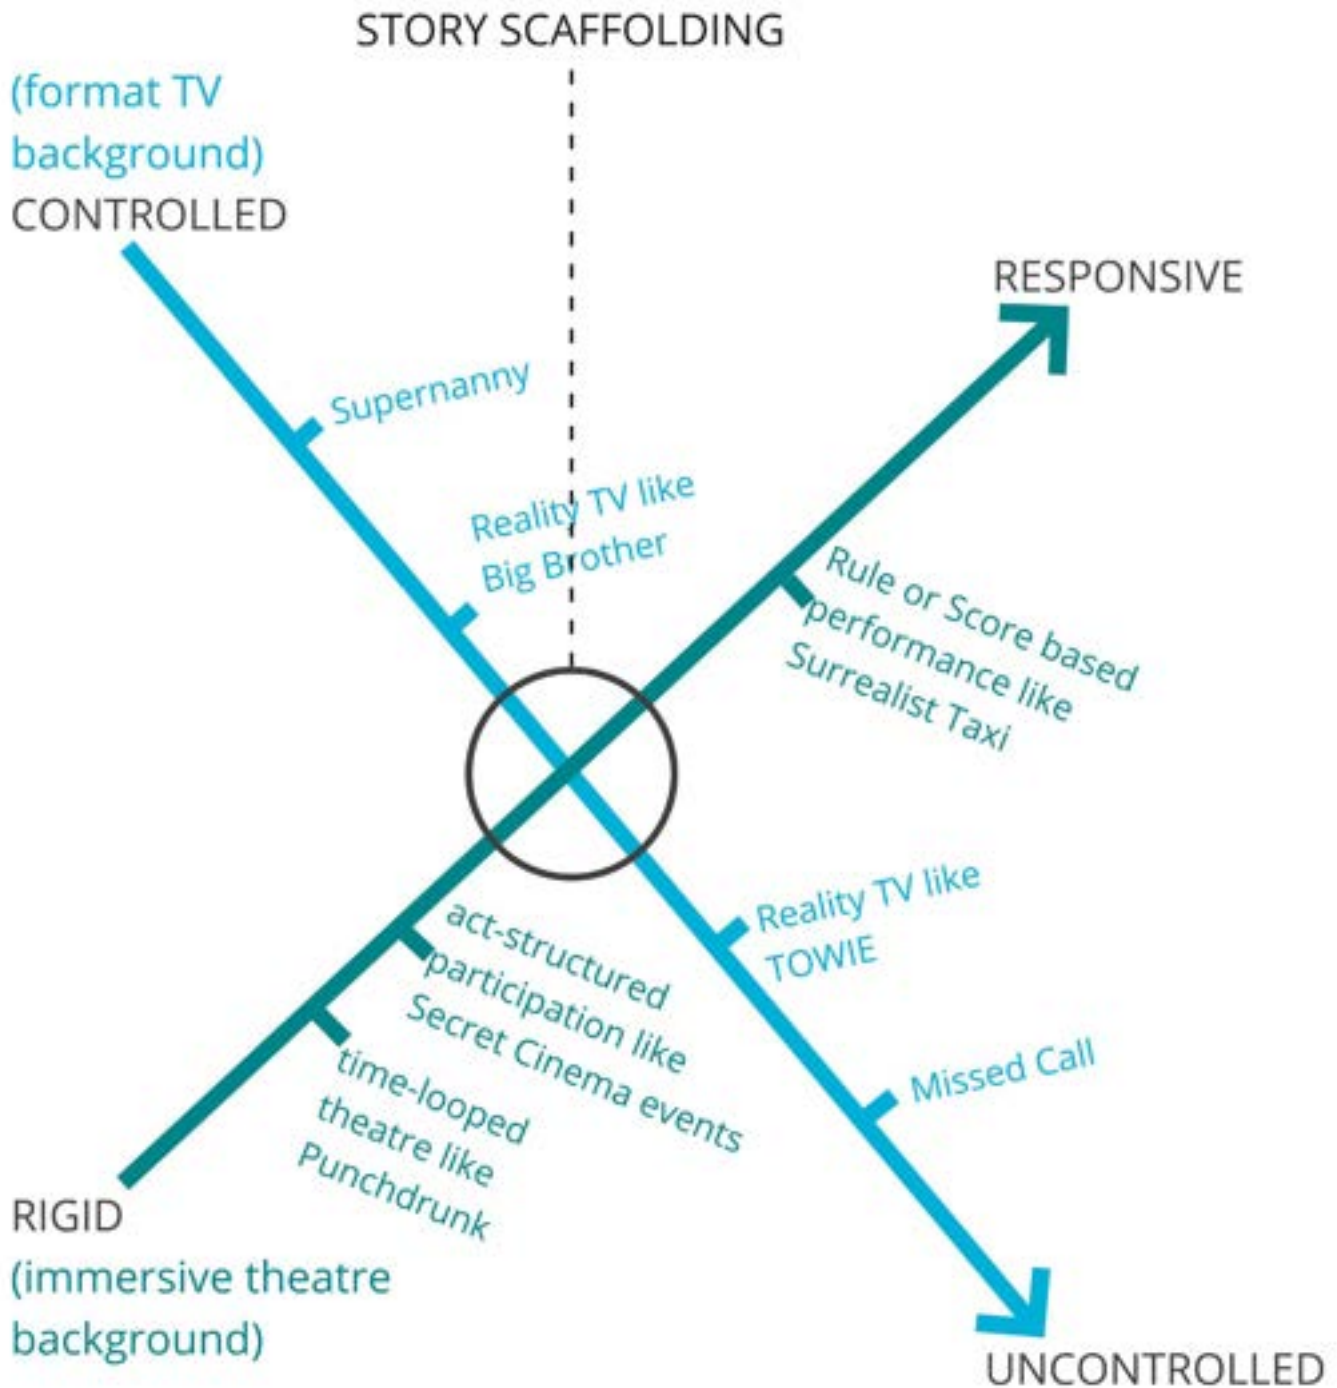 STORY SCAFFOLDING
(format TV
background)
CONTROLLED
RESPONSIVE
Supernanny
Reality TV like
Big Brother
Rule or Score based
performance like
Surrealist Taxi
Reality TV like
TOWIE
act-structured
participation like
Secret Cinema events
Missed Call
time-looped
theatre like
Punchdrunk
RIGID
(immersive theatre
background)
UNCONTROLLED